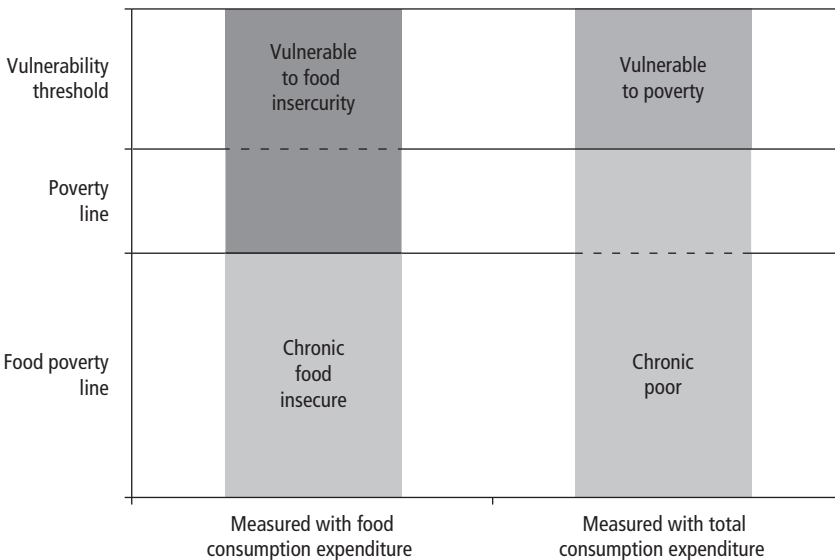 Vulnerability
threshold
Vulnerable
to food
insercurity
Vulnerable
to poverty
Poverty
line
Food poverty
line
Chronic
food
insecure
Chronic
poor
Measured with food
consumption expenditure
Measured with total
consumption expenditure